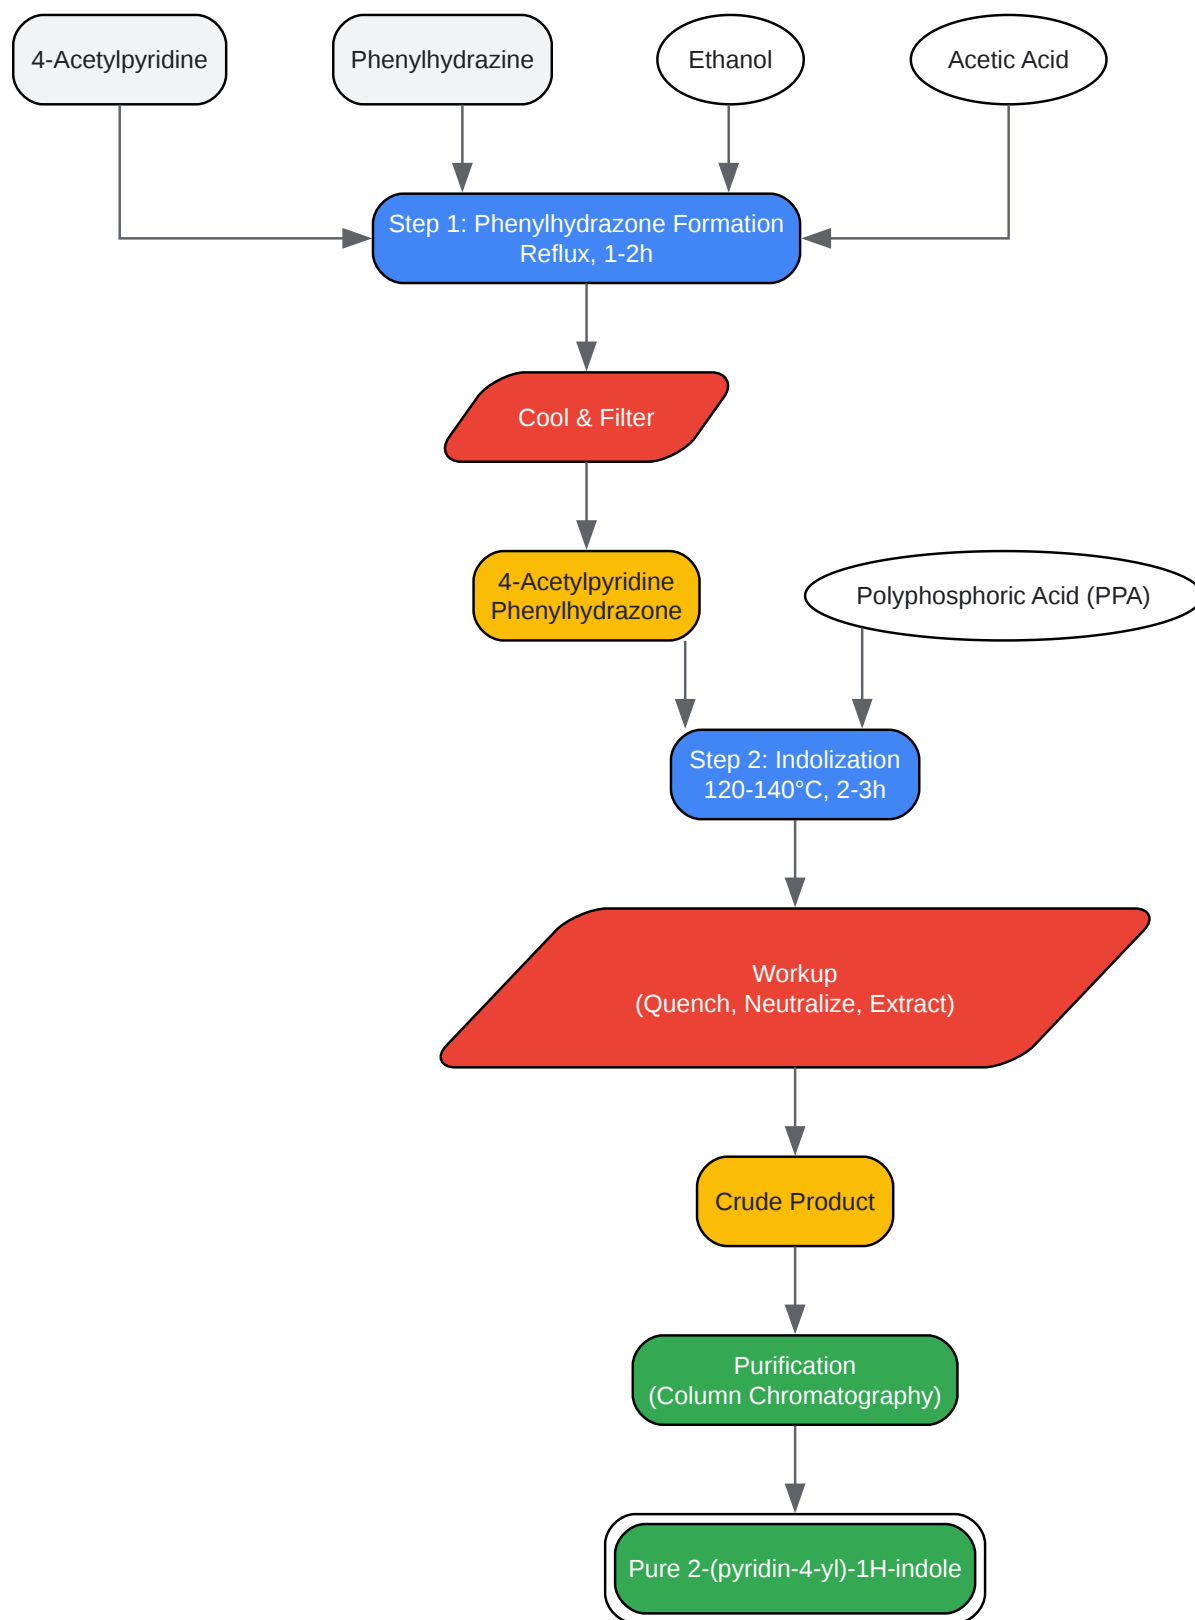 4-Acetylpyridine
Phenylhydrazine
Ethanol
Acetic Acid
Step 1: Phenylhydrazone Formation
Reflux, 1-2h
Cool & Filter
4-Acetylpyridine
Phenylhydrazone
Polyphosphoric Acid (PPA)
Step 2: Indolization
120-140°C, 2-3h
Workup
(Quench, Neutralize, Extract)
Crude Product
Purification
(Column Chromatography)
Pure 2-(pyridin-4-yl)-1H-indole